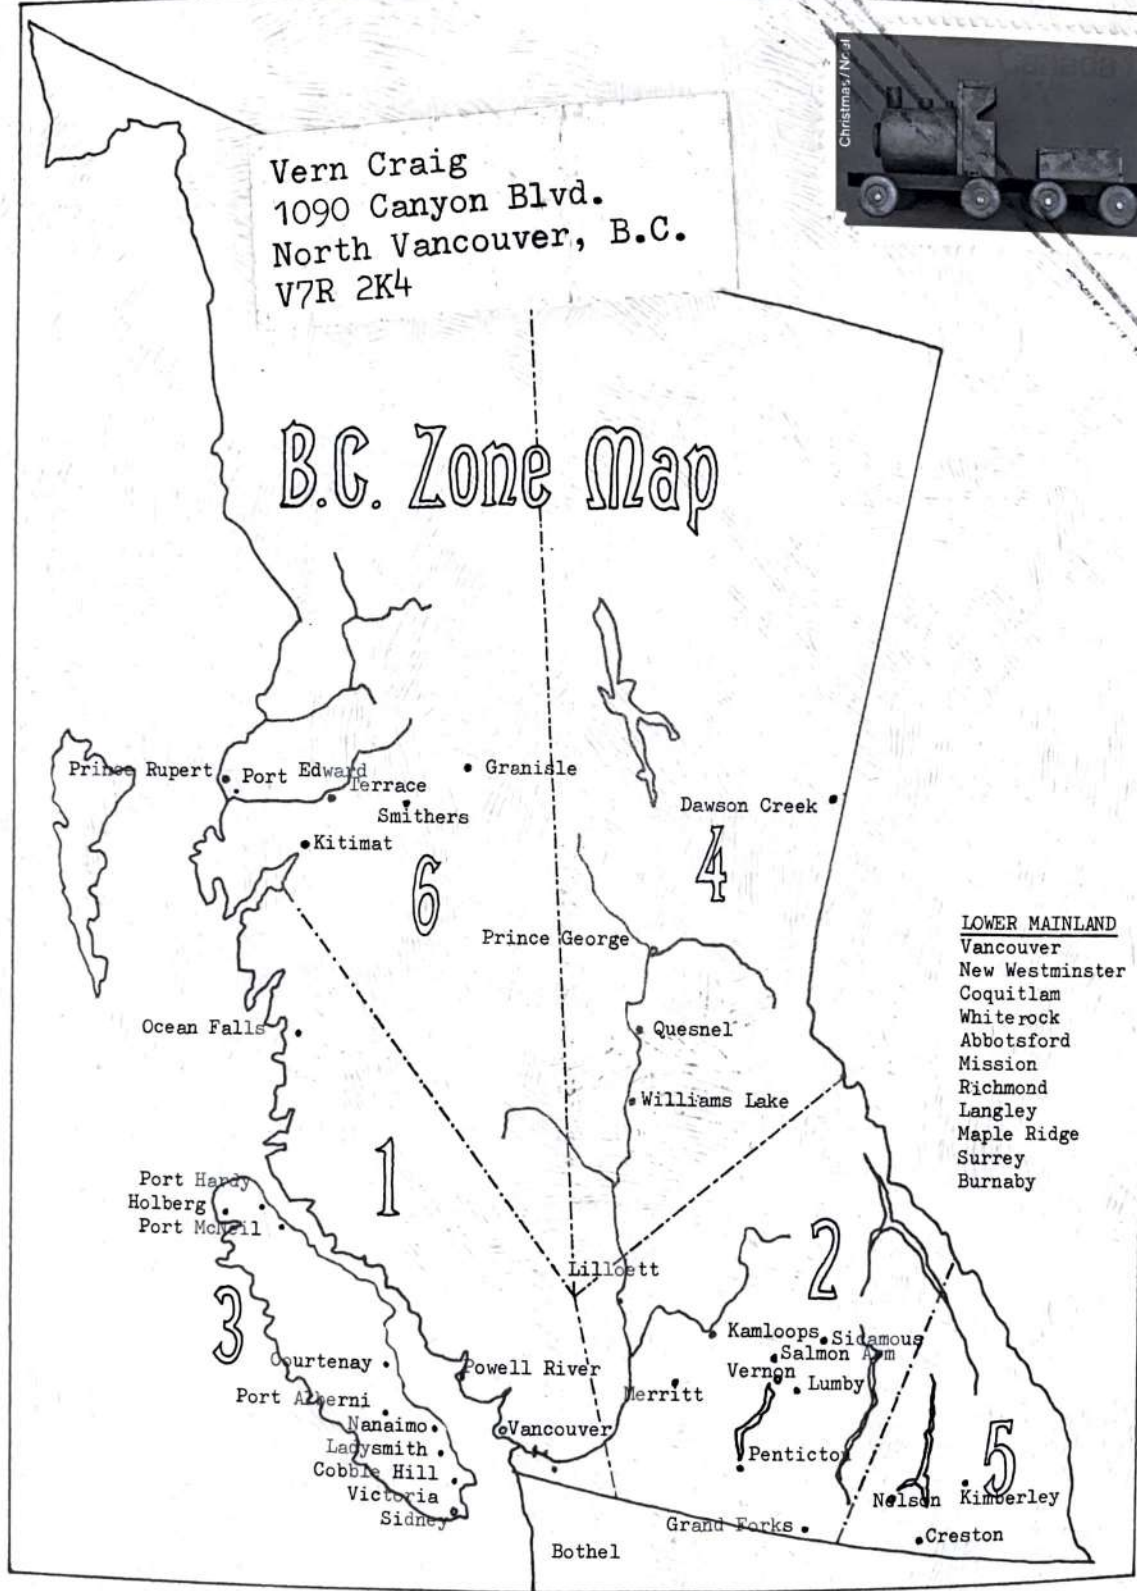 Christmas/Noel
Canada
Vern Craig
1090 Canyon Blvd.
North Vancouver, B.C.
V7R 2K4
B.C. Zone Map
Prince Rupert
Port Edward
Terrace
Granisle
Smithers
Dawson Creek
Kitimat
6
4
Prince George
LOWER MAINLAND
Vancouver
New Westminster
Coquitlam
Whiterock
Abbotsford
Mission
Richmond
Langley
Maple Ridge
Surrey
Burnaby
Ocean Falls
Quesnel
Williams Lake
1
Port Hardy
Holberg
Port McNeil
2
Lilloett
3
Kamloops
Sidamous
Salmon Arm
Vernon
Lumby
Courtenay
Powell River
Merritt
Port Alberni
Nanaimo
Vancouver
Ladysmith
Penticton
5
Cobble Hill
Victoria
Nelson
Kimberley
Sidney
Grand Forks
Creston
Bothel